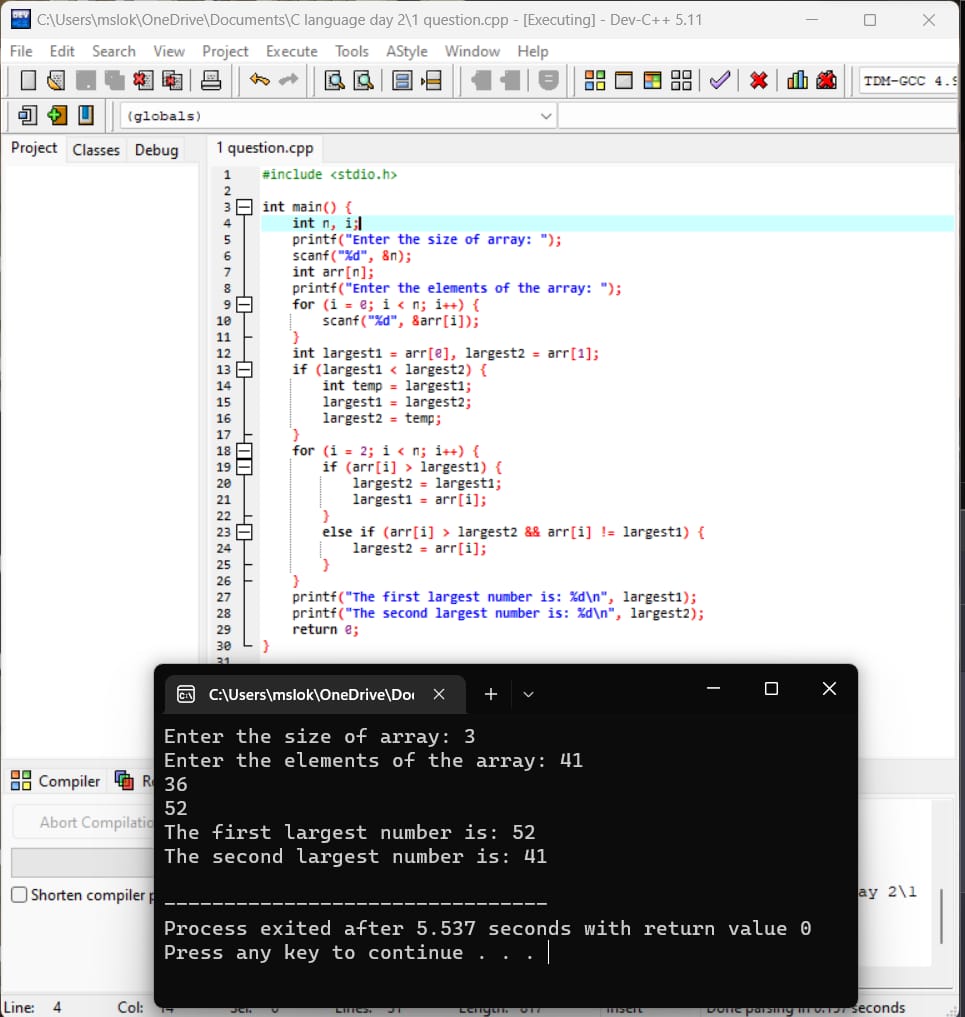 C:\Users\mslok\OneDrive\Documents\C language day 2\1 question.cpp - [Executing] - Dev-C++ 5.11
File Edit Search View Project Execute Tools AStyle Window Help
TDM-GCC 4.9
(globals)
Project Classes Debug
1 question.cpp
1 #include <stdio.h>
2
3 int main() {
4 int n, i;
5 printf("Enter the size of array: ");
6 scanf("%d", &n);
7 int arr[n];
8 printf("Enter the elements of the array: ");
9 for (i = 0; i < n; i++) {
10 scanf("%d", &arr[i]);
11 }
12 int largest1 = arr[0], largest2 = arr[1];
13 if (largest1 < largest2) {
14 int temp = largest1;
15 largest1 = largest2;
16 largest2 = temp;
17 }
18 for (i = 2; i < n; i++) {
19 if (arr[i] > largest1) {
20 largest2 = largest1;
21 largest1 = arr[i];
22 }
23 else if (arr[i] > largest2 && arr[i] != largest1) {
24 largest2 = arr[i];
25 }
26 }
27 printf("The first largest number is: %d\n", largest1);
28 printf("The second largest number is: %d\n", largest2);
29 return 0;
30 }
31
C:\Users\mslok\OneDrive\Doc
Enter the size of array: 3
Enter the elements of the array: 41
36
52
The first largest number is: 52
The second largest number is: 41
--------------------------------
Process exited after 5.537 seconds with return value 0
Press any key to continue . . .
Compiler Re
Abort Compilatio
Shorten compiler p
ay 2\1
Line: 4 Col: 14 Sel: 0 Lines: 31 Length: 617 Insert Done parsing in 0.157 seconds